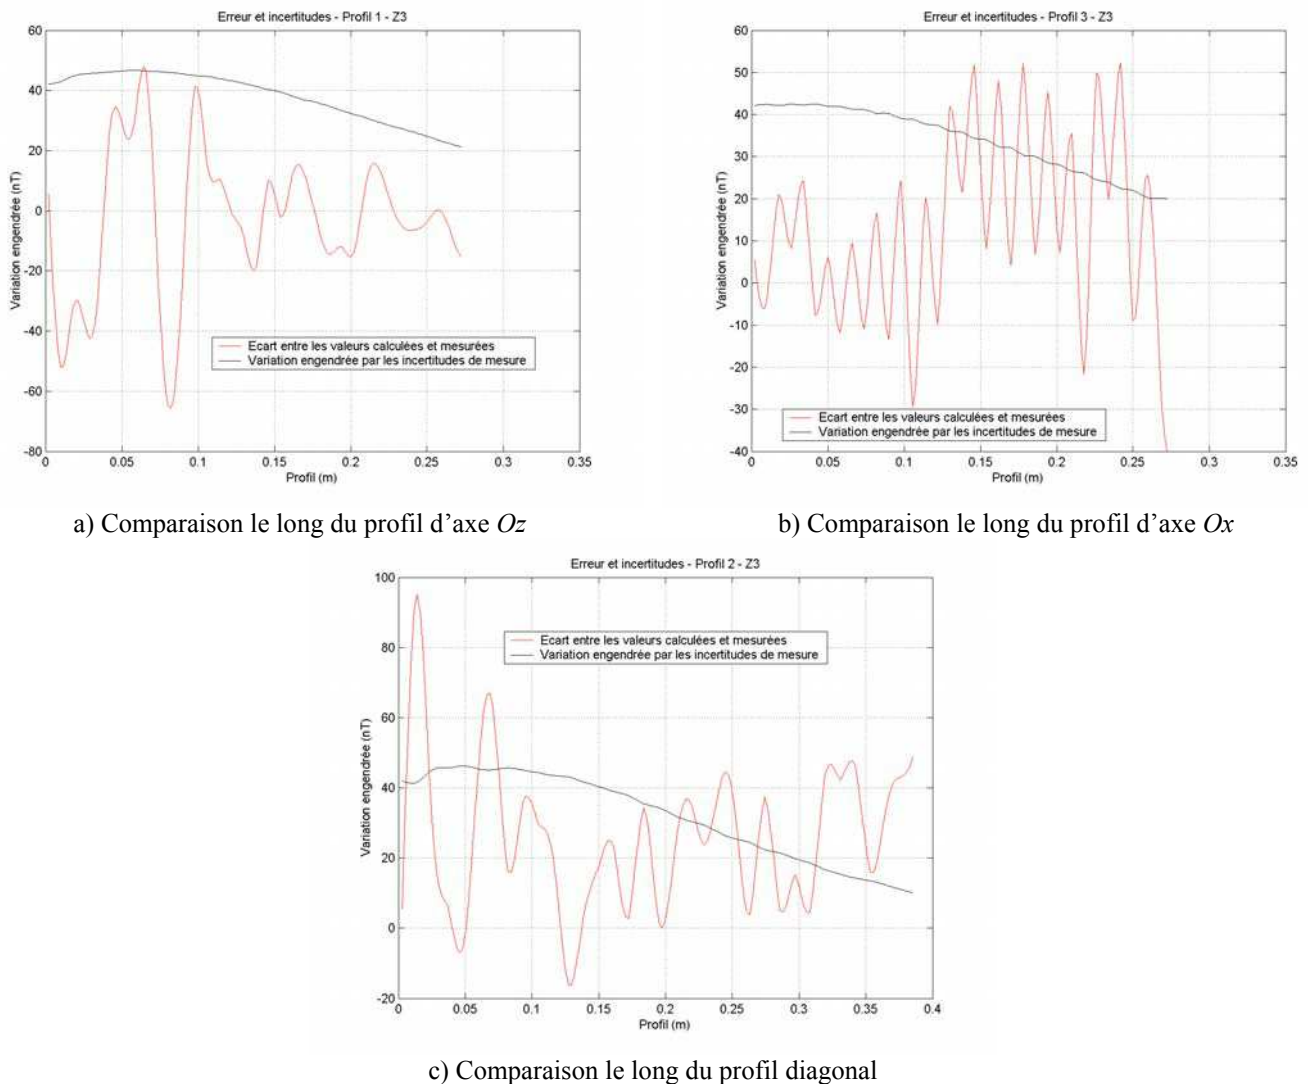 Erreur et incertitudes - Profil 1 - Z3
60
40
20
0
-20
-40
-60
-80
Variation engendrée (nT)
Ecart entre les valeurs calculées et mesurées
Variation engendrée par les incertitudes de mesure
0 0.05 0.1 0.15 0.2 0.25 0.3 0.35
Profil (m)
a) Comparaison le long du profil d’axe Oz
Erreur et incertitudes - Profil 3 - Z3
60
50
40
30
20
10
0
-10
-20
-30
-40
Variation engendrée (nT)
Ecart entre les valeurs calculées et mesurées
Variation engendrée par les incertitudes de mesure
0 0.05 0.1 0.15 0.2 0.25 0.3 0.35
Profil (m)
b) Comparaison le long du profil d’axe Ox
Erreur et incertitudes - Profil 2 - Z3
100
80
60
40
20
0
-20
Variation engendrée (nT)
Ecart entre les valeurs calculées et mesurées
Variation engendrée par les incertitudes de mesure
0 0.05 0.1 0.15 0.2 0.25 0.3 0.35 0.4
Profil (m)
c) Comparaison le long du profil diagonal